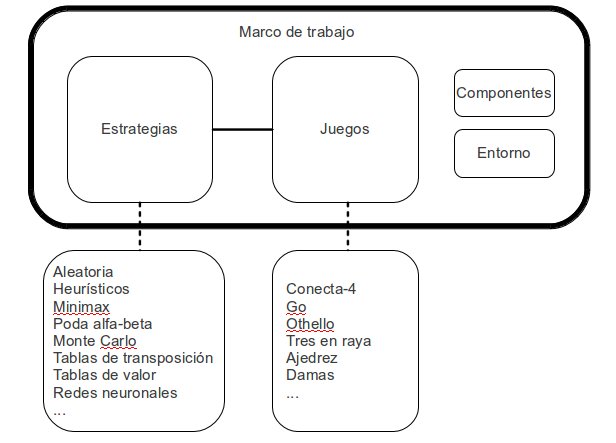 Marco de trabajo
Estrategias
Juegos
Componentes
Entorno
Aleatoria
Heurísticos
Minimax
Poda alfa-beta
Monte Carlo
Tablas de transposición
Tablas de valor
Redes neuronales
...
Conecta-4
Go
Othello
Tres en raya
Ajedrez
Damas
...